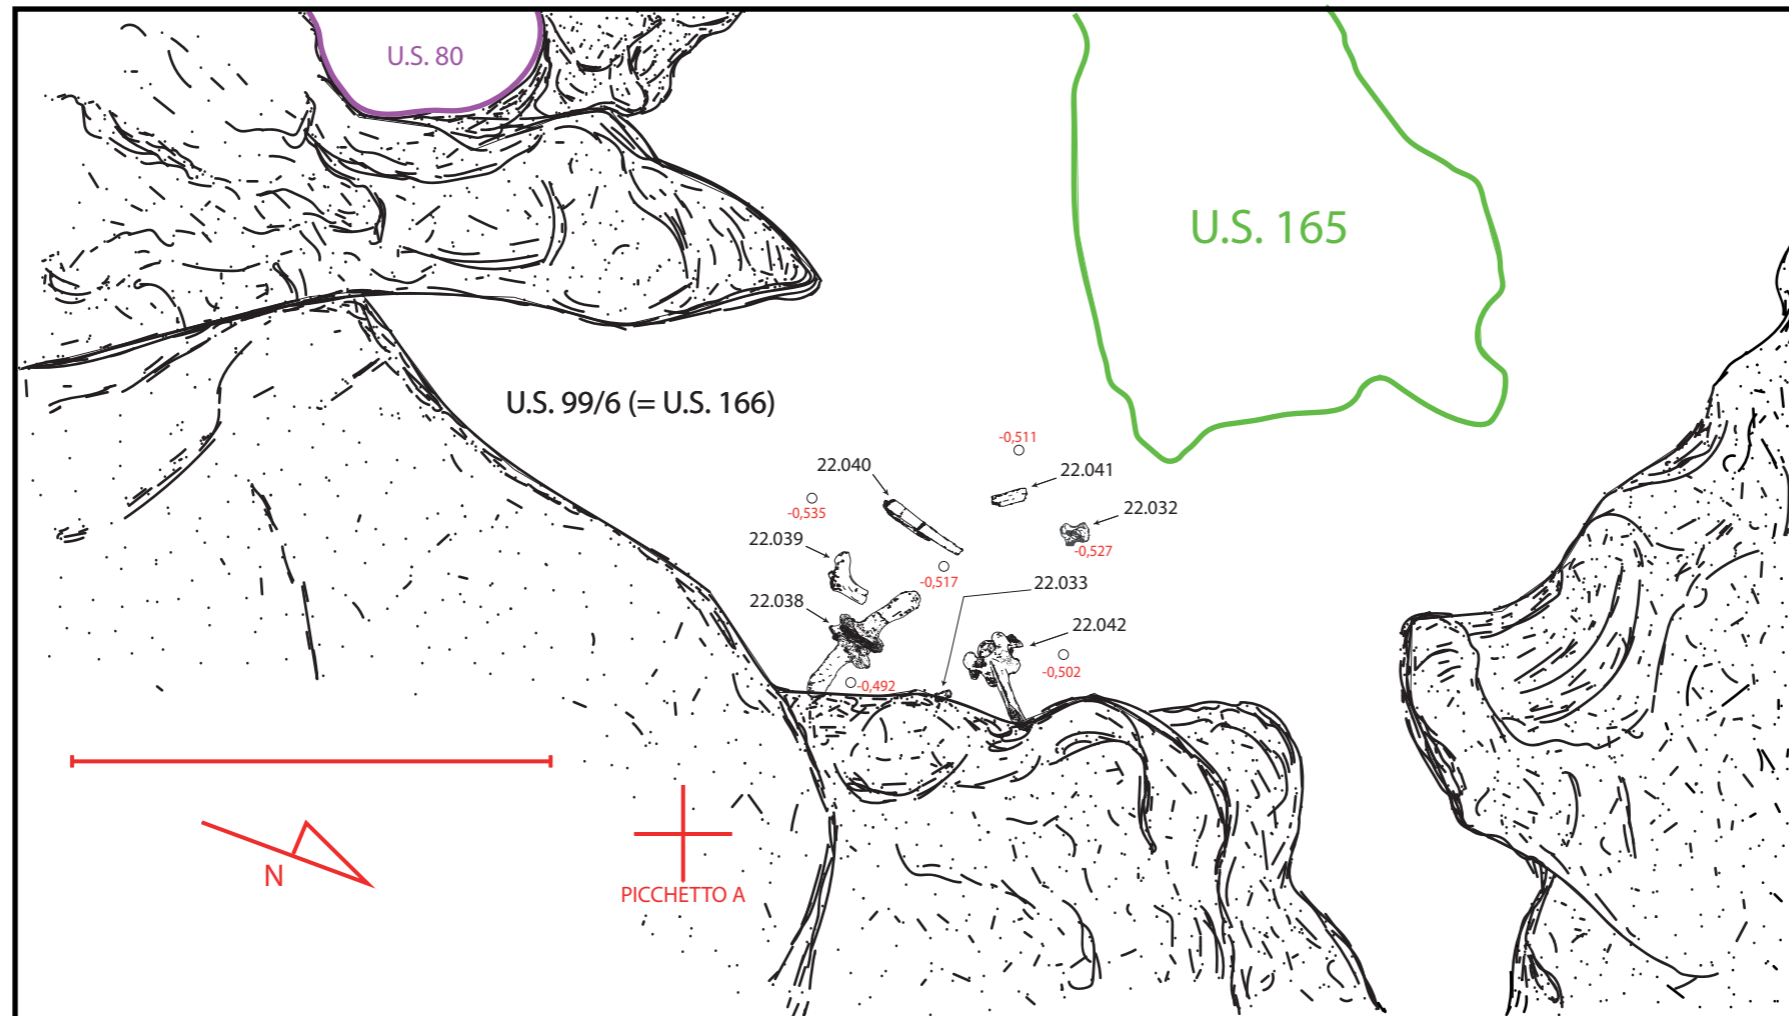 U.S. 80
U.S. 165
U.S. 99/6 (= U.S. 166)
-0,511
22.040
22.041
-0,535
22.032
22.039
-0,527
-0,517
22.033
22.038
22.042
-0,502
-0,492
N
PICCHETTO A